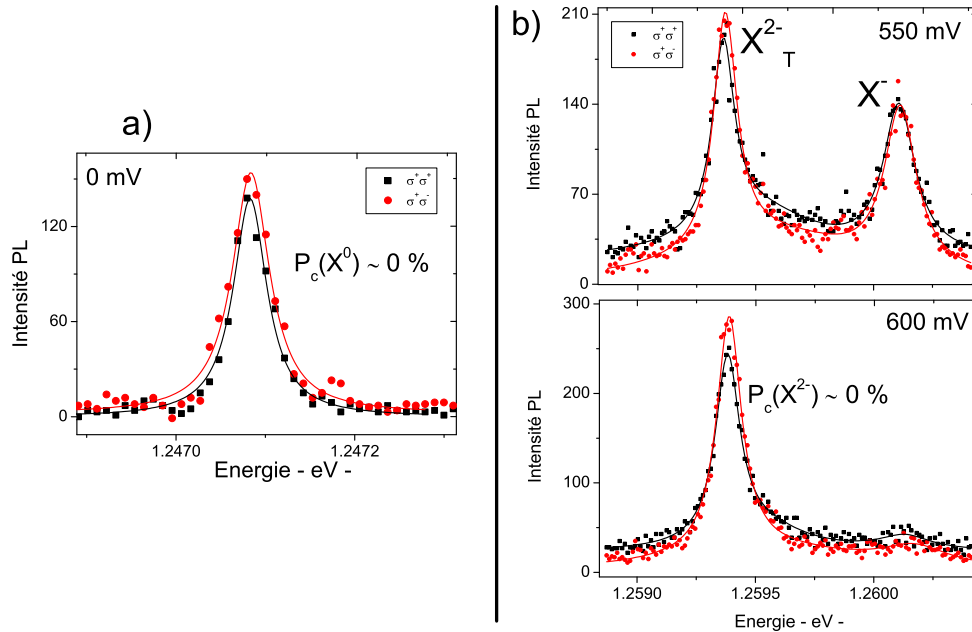 a)
0 mV
σ⁺σ⁺
σ⁺σ⁻
P_c(X⁰) ~ 0 %
Intensité PL
120
60
0
1.2470
1.2472
Energie - eV -
b)
550 mV
σ⁺σ⁺
σ⁺σ⁻
X²⁻_T
X⁻
Intensité PL
210
140
70
0
600 mV
P_c(X²⁻) ~ 0 %
Intensité PL
300
200
100
0
1.2590
1.2595
1.2600
Energie - eV -